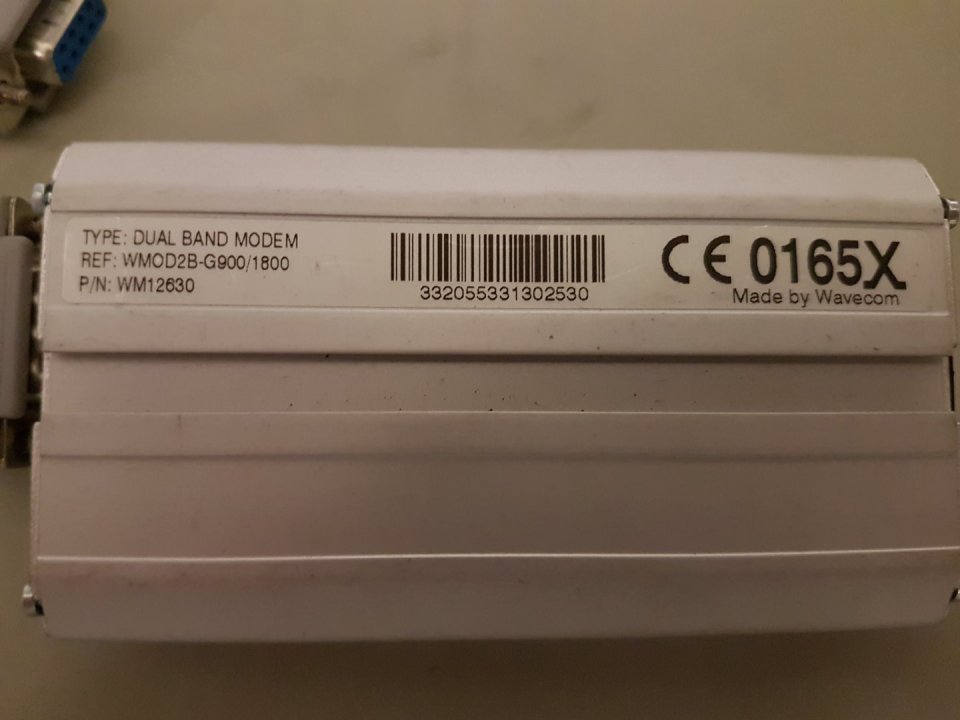 TYPE: DUAL BAND MODEM
REF: WMOD2B-G900/1800
P/N: WM12630
332055331302530
CE 0165X
Made by Wavecom